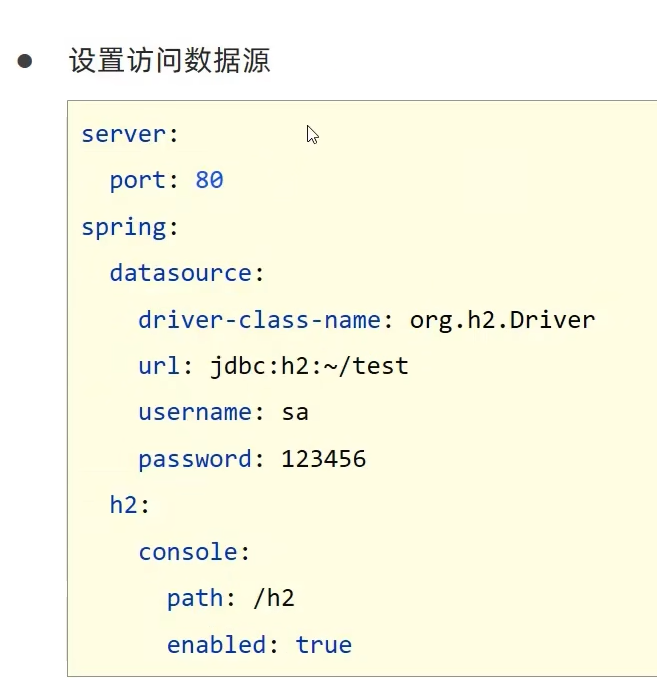 ● 设置访问数据源
server:
  port: 80
spring:
  datasource:
    driver-class-name: org.h2.Driver
    url: jdbc:h2:~/test
    username: sa
    password: 123456
  h2:
    console:
      path: /h2
      enabled: true